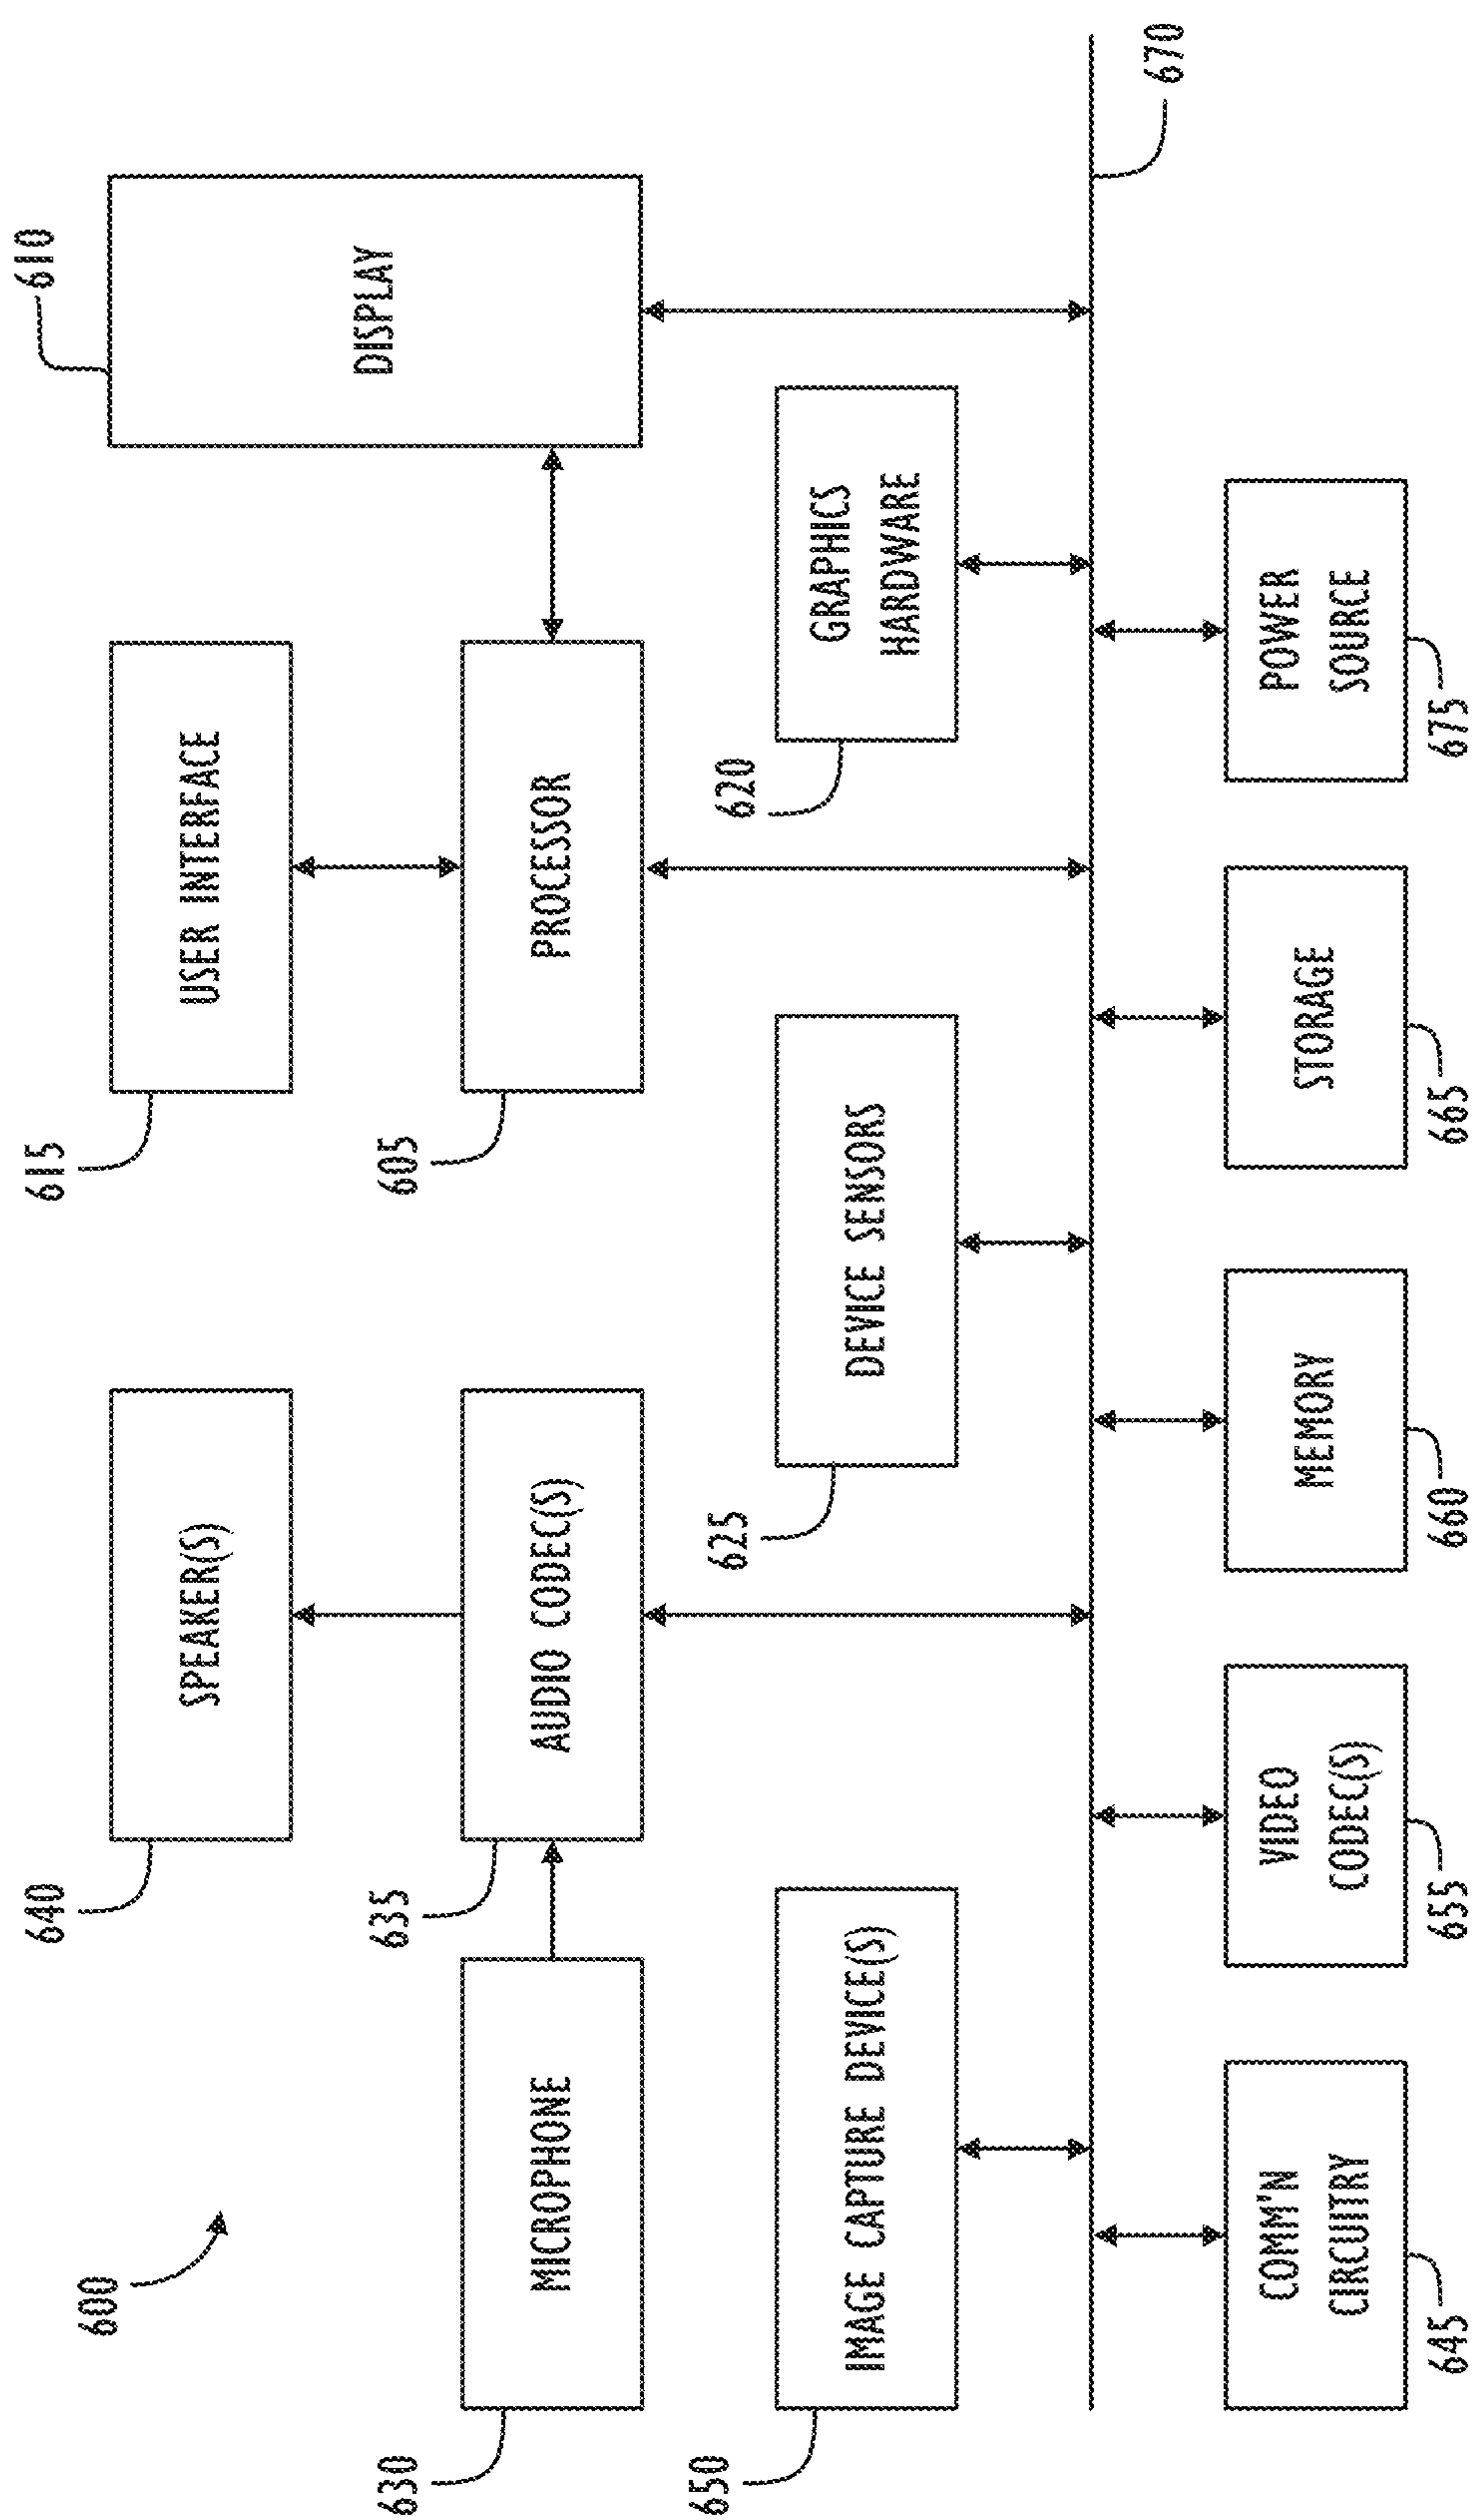 600
640
SPEAKER(S)
615
USER INTERFACE
610
DISPLAY
630
MICROPHONE
635
AUDIO CODEC(S)
605
PROCESSOR
650
IMAGE CAPTURE DEVICE(S)
625
DEVICE SENSORS
620
GRAPHICS
HARDWARE
670
COMM'N
CIRCUITRY
645
VIDEO
CODEC(S)
655
MEMORY
660
STORAGE
665
POWER
SOURCE
675